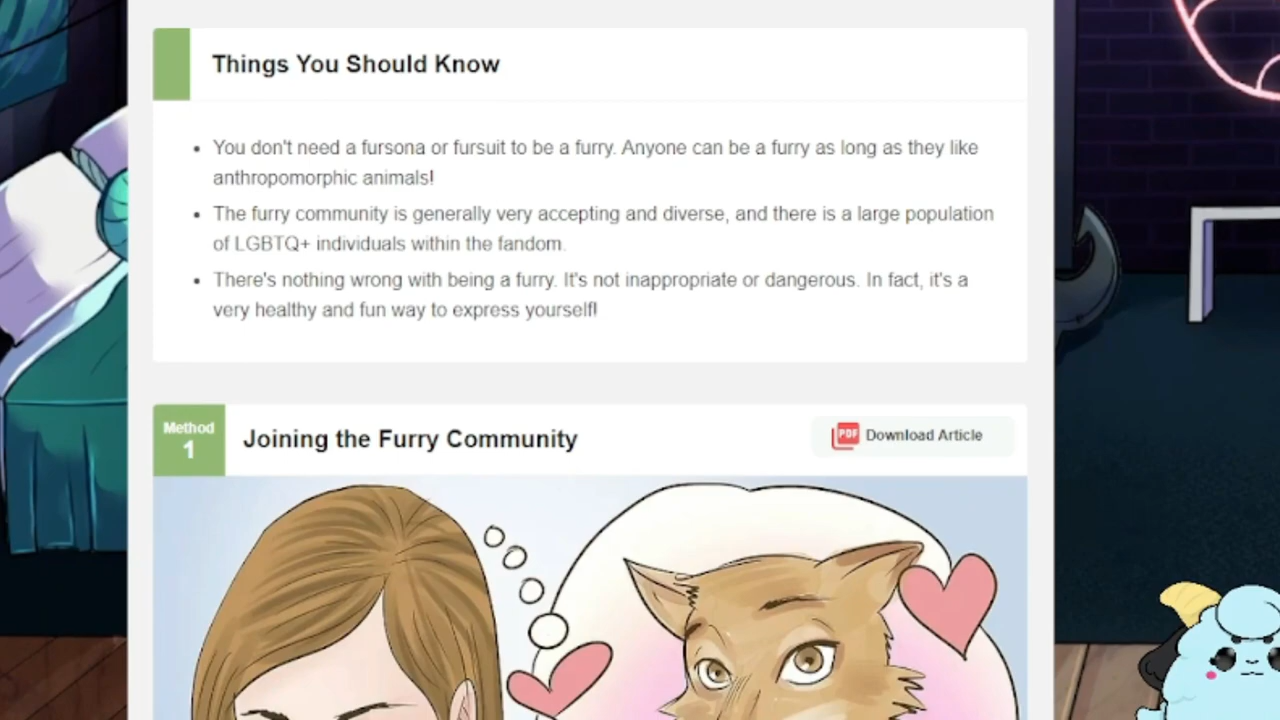 Things You Should Know
You don't need a fursona or fursuit to be a furry. Anyone can be a furry as long as they like
anthropomorphic animals!
The furry community is generally very accepting and diverse, and there is a large population
of LGBTQ+ individuals within the fandom.
There's nothing wrong with being a furry. It's not inappropriate or dangerous. In fact, it's a
very healthy and fun way to express yourself!
Method
1
Joining the Furry Community
PDF
Download Article